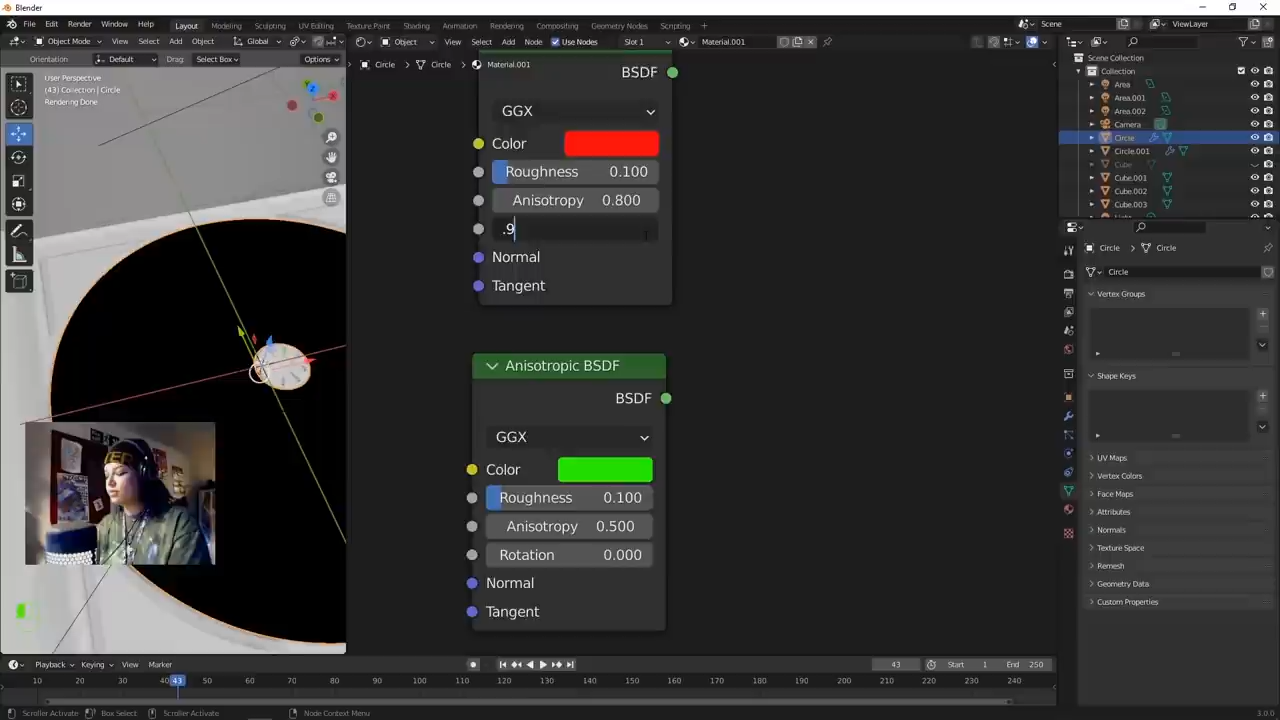 Blender
File Edit Render Window Help Layout Modeling Sculpting UV Editing Texture Paint Shading Animation Rendering Compositing Geometry Nodes Scripting + Scene ViewLayer
Object Mode View Select Add Object Global Object View Select Add Node Use Nodes Slot 1 Material.001
Orientation Default Drag: Select Box Options Circle Circle Material.001
User Perspective
(43) Collection | Circle
Rendering Done
BSDF
GGX
Color
Roughness 0.100
Anisotropy 0.800
.9
Normal
Tangent
Anisotropic BSDF
BSDF
GGX
Color
Roughness 0.100
Anisotropy 0.500
Rotation 0.000
Normal
Tangent
Scene Collection
Collection
Area
Area.001
Area.002
Camera
Circle
Circle.001
Cube
Cube.001
Cube.002
Cube.003
Circle Circle
Circle
Vertex Groups
Shape Keys
UV Maps
Vertex Colors
Face Maps
Attributes
Normals
Texture Space
Remesh
Geometry Data
Custom Properties
Playback Keying View Marker 43 Start 1 End 250
10 20 30 40 43 50 60 70 80 90 100 110 120 130 140 150 160 170 180 190 200 210 220 230 240
Scroller Activate Box Select Scroller Activate Node Context Menu 3.0.0